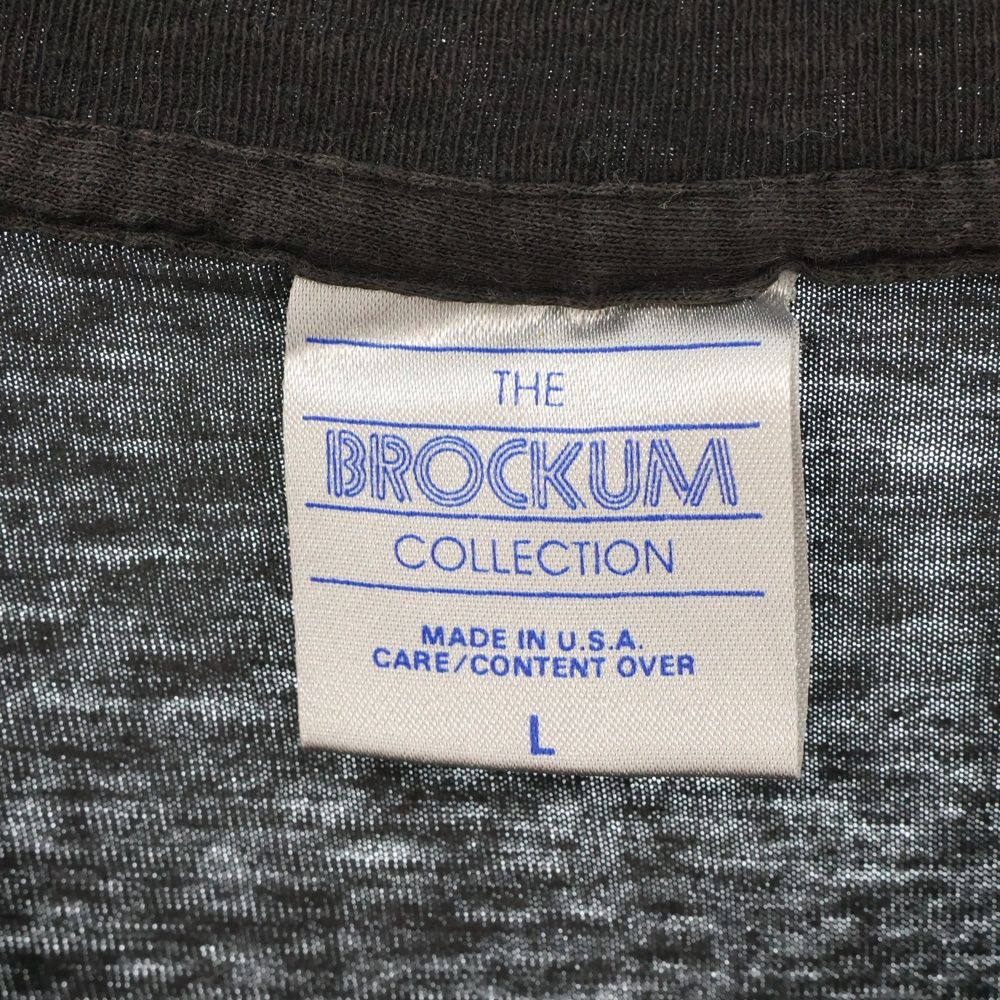 THE
BROCKUM
COLLECTION
MADE IN U.S.A.
CARE/CONTENT OVER
L